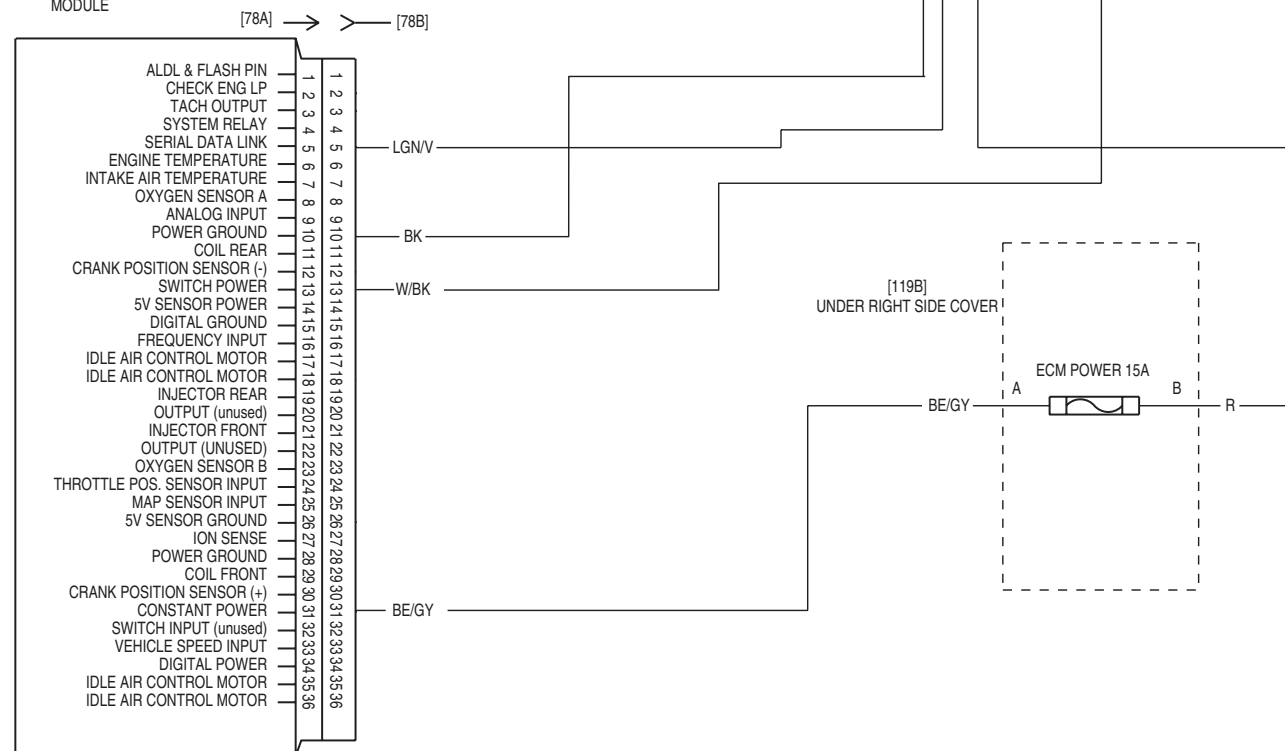 MODULE
[78A]
[78B]
ALDL & FLASH PIN 1 1
CHECK ENG LP 2 2
TACH OUTPUT 3 3
SYSTEM RELAY 4 4
SERIAL DATA LINK 5 5 LGN/V
ENGINE TEMPERATURE 6 6
INTAKE AIR TEMPERATURE 7 7
OXYGEN SENSOR A 8 8
ANALOG INPUT 9 9
POWER GROUND 10 10 BK
COIL REAR 11 11
CRANK POSITION SENSOR (-) 12 12
SWITCH POWER 13 13 W/BK
5V SENSOR POWER 14 14
DIGITAL GROUND 15 15
FREQUENCY INPUT 16 16
IDLE AIR CONTROL MOTOR 17 17
IDLE AIR CONTROL MOTOR 18 18
INJECTOR REAR 19 19
OUTPUT (unused) 20 20
INJECTOR FRONT 21 21
OUTPUT (UNUSED) 22 22
OXYGEN SENSOR B 23 23
THROTTLE POS. SENSOR INPUT 24 24
MAP SENSOR INPUT 25 25
5V SENSOR GROUND 26 26
ION SENSE 27 27
POWER GROUND 28 28
COIL FRONT 29 29
CRANK POSITION SENSOR (+) 30 30
CONSTANT POWER 31 31 BE/GY
SWITCH INPUT (unused) 32 32
VEHICLE SPEED INPUT 33 33
DIGITAL POWER 34 34
IDLE AIR CONTROL MOTOR 35 35
IDLE AIR CONTROL MOTOR 36 36
[119B]
UNDER RIGHT SIDE COVER
ECM POWER 15A
A B
BE/GY R